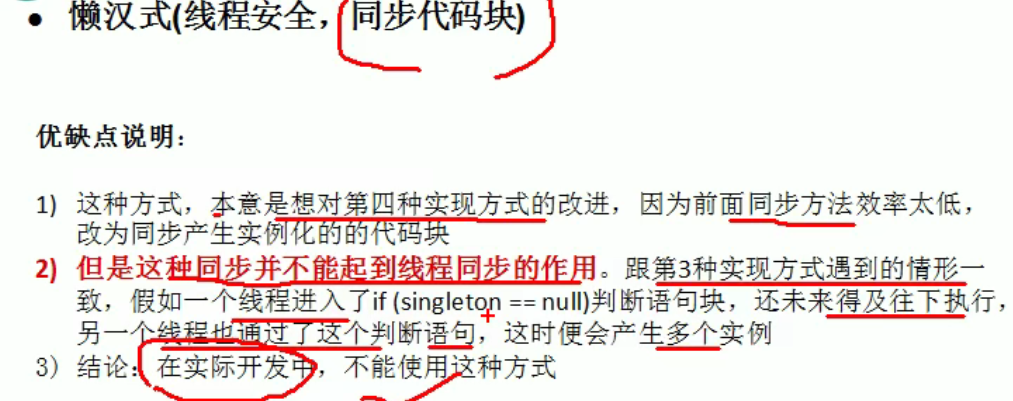 • 懒汉式(线程安全，同步代码块)
优缺点说明：
1) 这种方式，本意是想对第四种实现方式的改进，因为前面同步方法效率太低，
改为同步产生实例化的的代码块
2) 但是这种同步并不能起到线程同步的作用。跟第3种实现方式遇到的情形一
致，假如一个线程进入了if (singleton == null)判断语句块，还未来得及往下执行，
另一个线程也通过了这个判断语句，这时便会产生多个实例
3) 结论：在实际开发中，不能使用这种方式